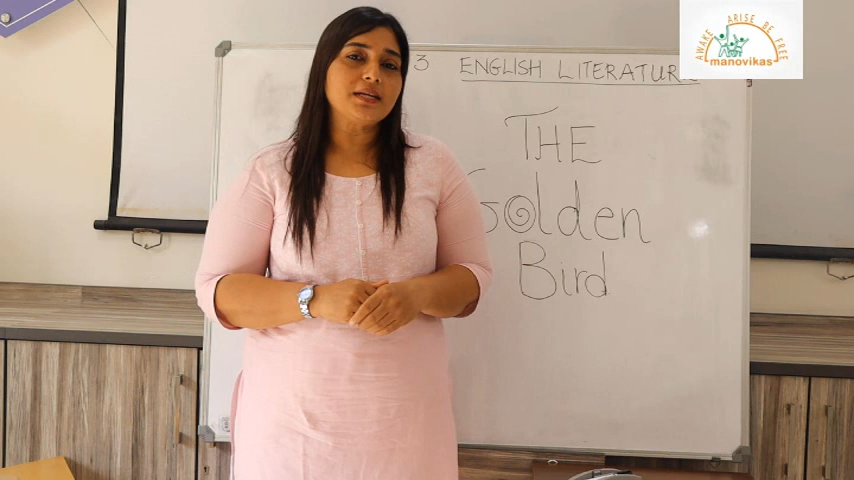 AWAKE ARISE BE FREE
manovikas
3 ENGLISH LITERATURE
THE
Golden
Bird